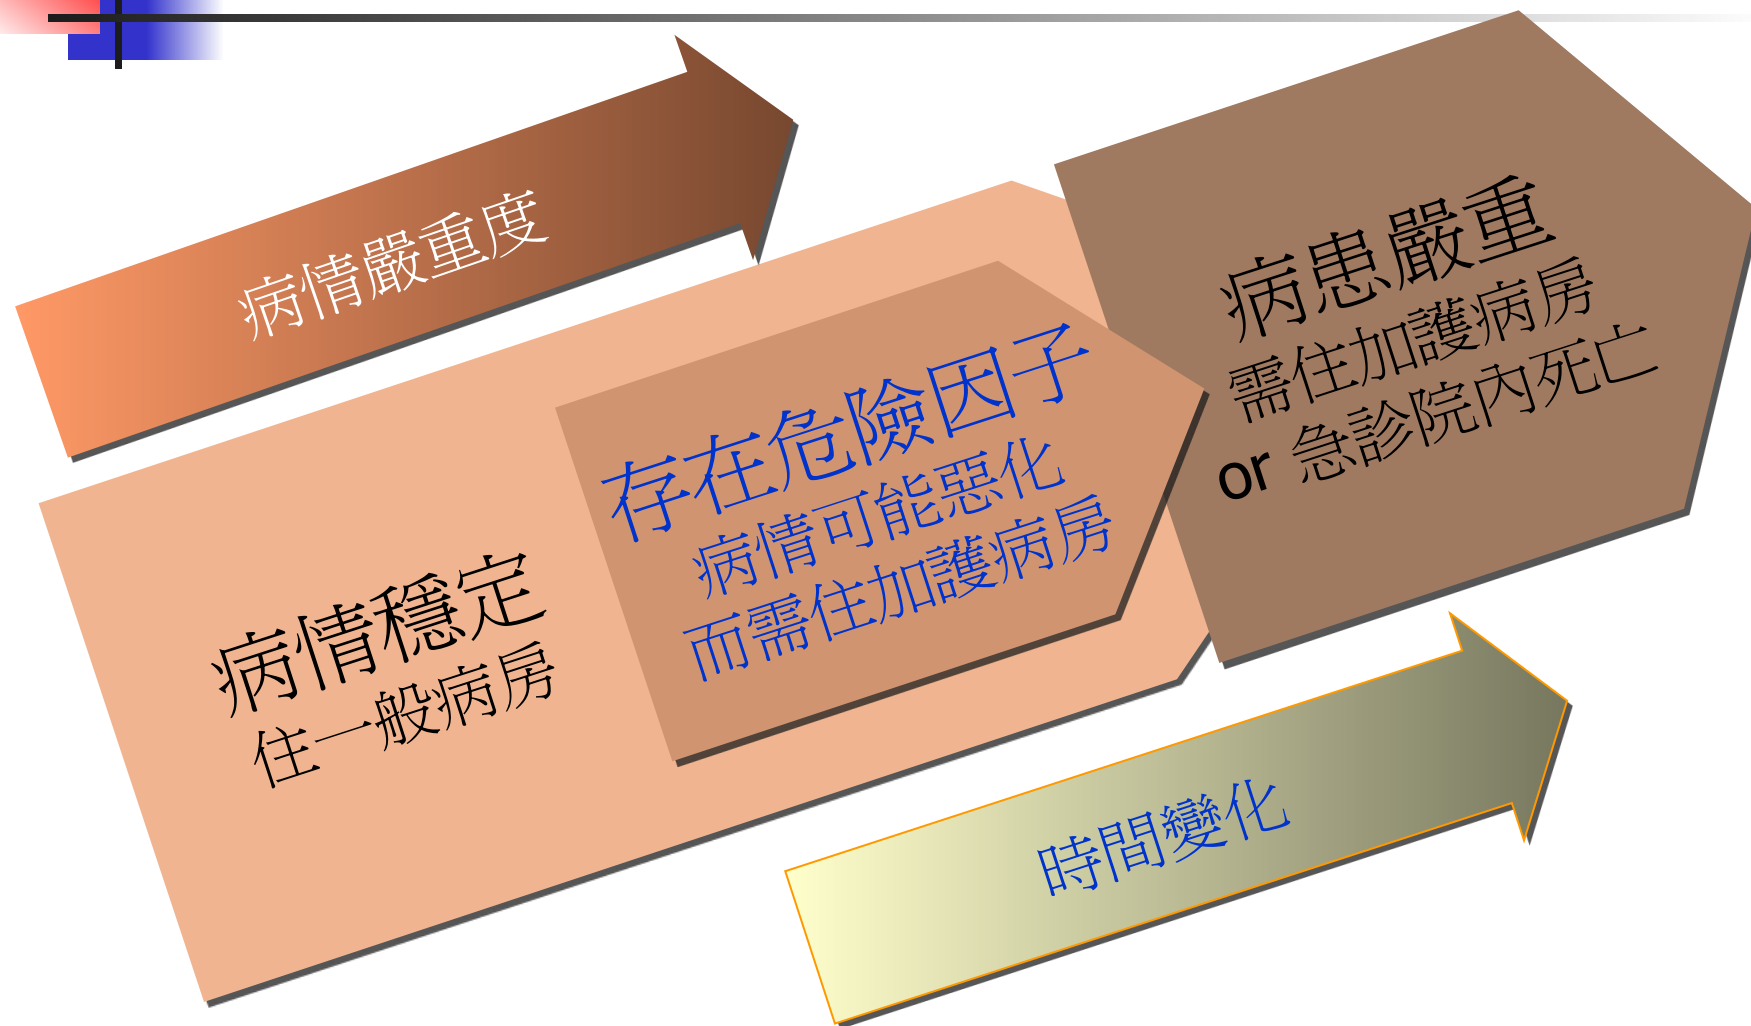 病情嚴重度
病情穩定
住一般病房
存在危險因子
病情可能惡化
而需住加護病房
病患嚴重
需住加護病房
or 急診院內死亡
時間變化